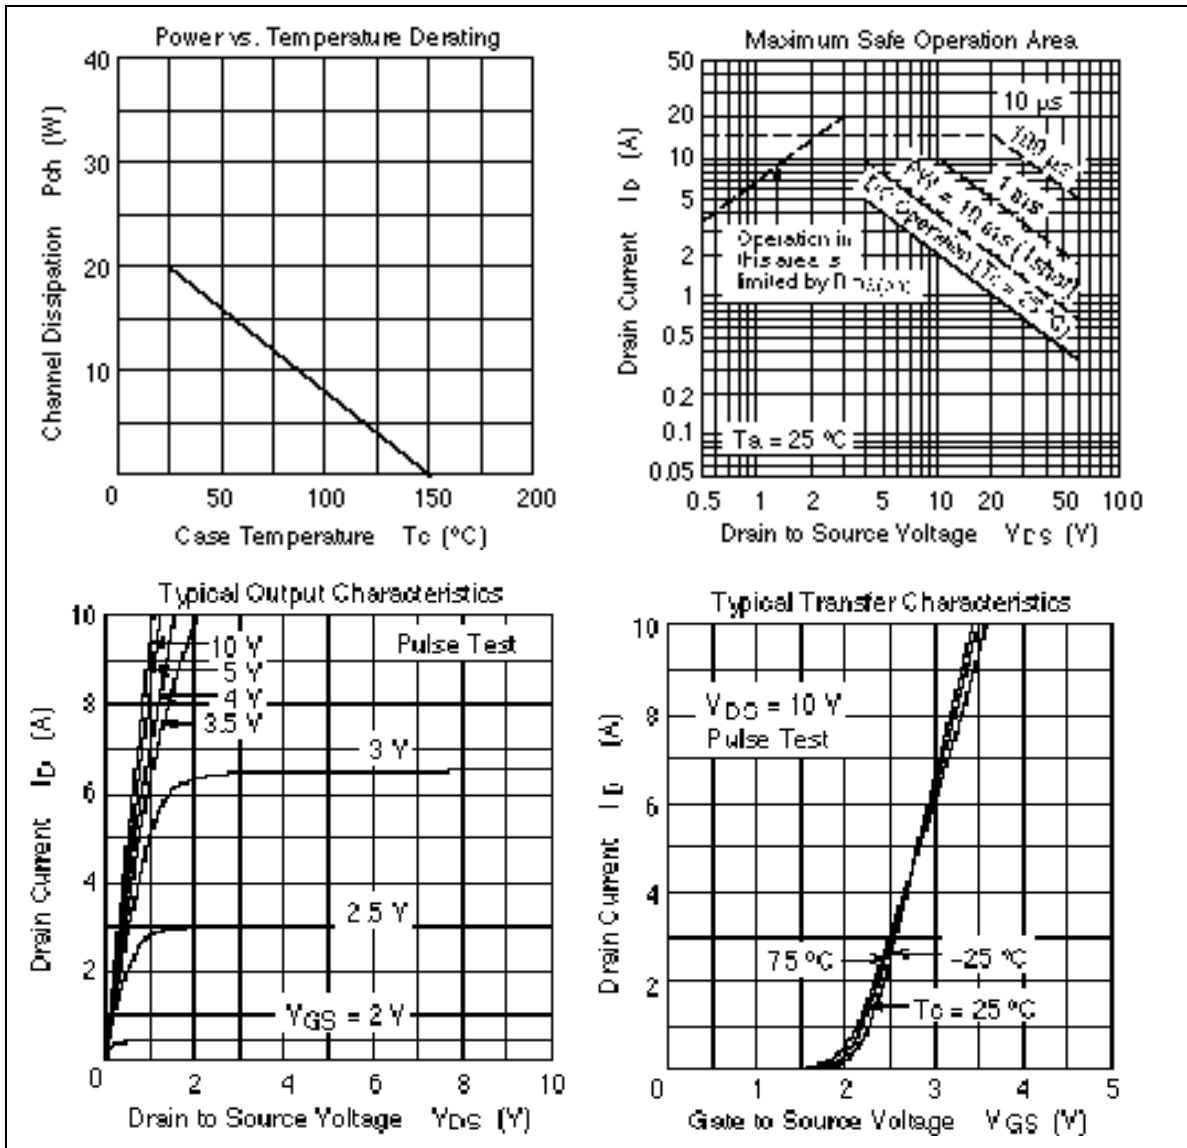 Power vs. Temperature Derating
40
30
20
10
Channel Dissipation Pch (W)
0 50 100 150 200
Case Temperature Tc (°C)
Maximum Safe Operation Area
50
20
10
5
2
1
0.5
0.2
0.1
0.05
Drain Current ID (A)
10 µs
100 µs
1 ms
PW = 10 ms (1shot)
DC Operation (Tc = 25 °C)
Operation in
this area is
limited by RDS(on)
Ta = 25 °C
0.5 1 2 5 10 20 50 100
Drain to Source Voltage VDS (V)
Typical Output Characteristics
10
8
6
4
2
0
Drain Current ID (A)
10 V
5 V
4 V
3.5 V
Pulse Test
3 V
2.5 V
VGS = 2 V
2 4 6 8 10
Drain to Source Voltage VDS (V)
Typical Transfer Characteristics
10
8
6
4
2
Drain Current ID (A)
VDS = 10 V
Pulse Test
75 °C
–25 °C
Tc = 25 °C
0 1 2 3 4 5
Gate to Source Voltage VGS (V)